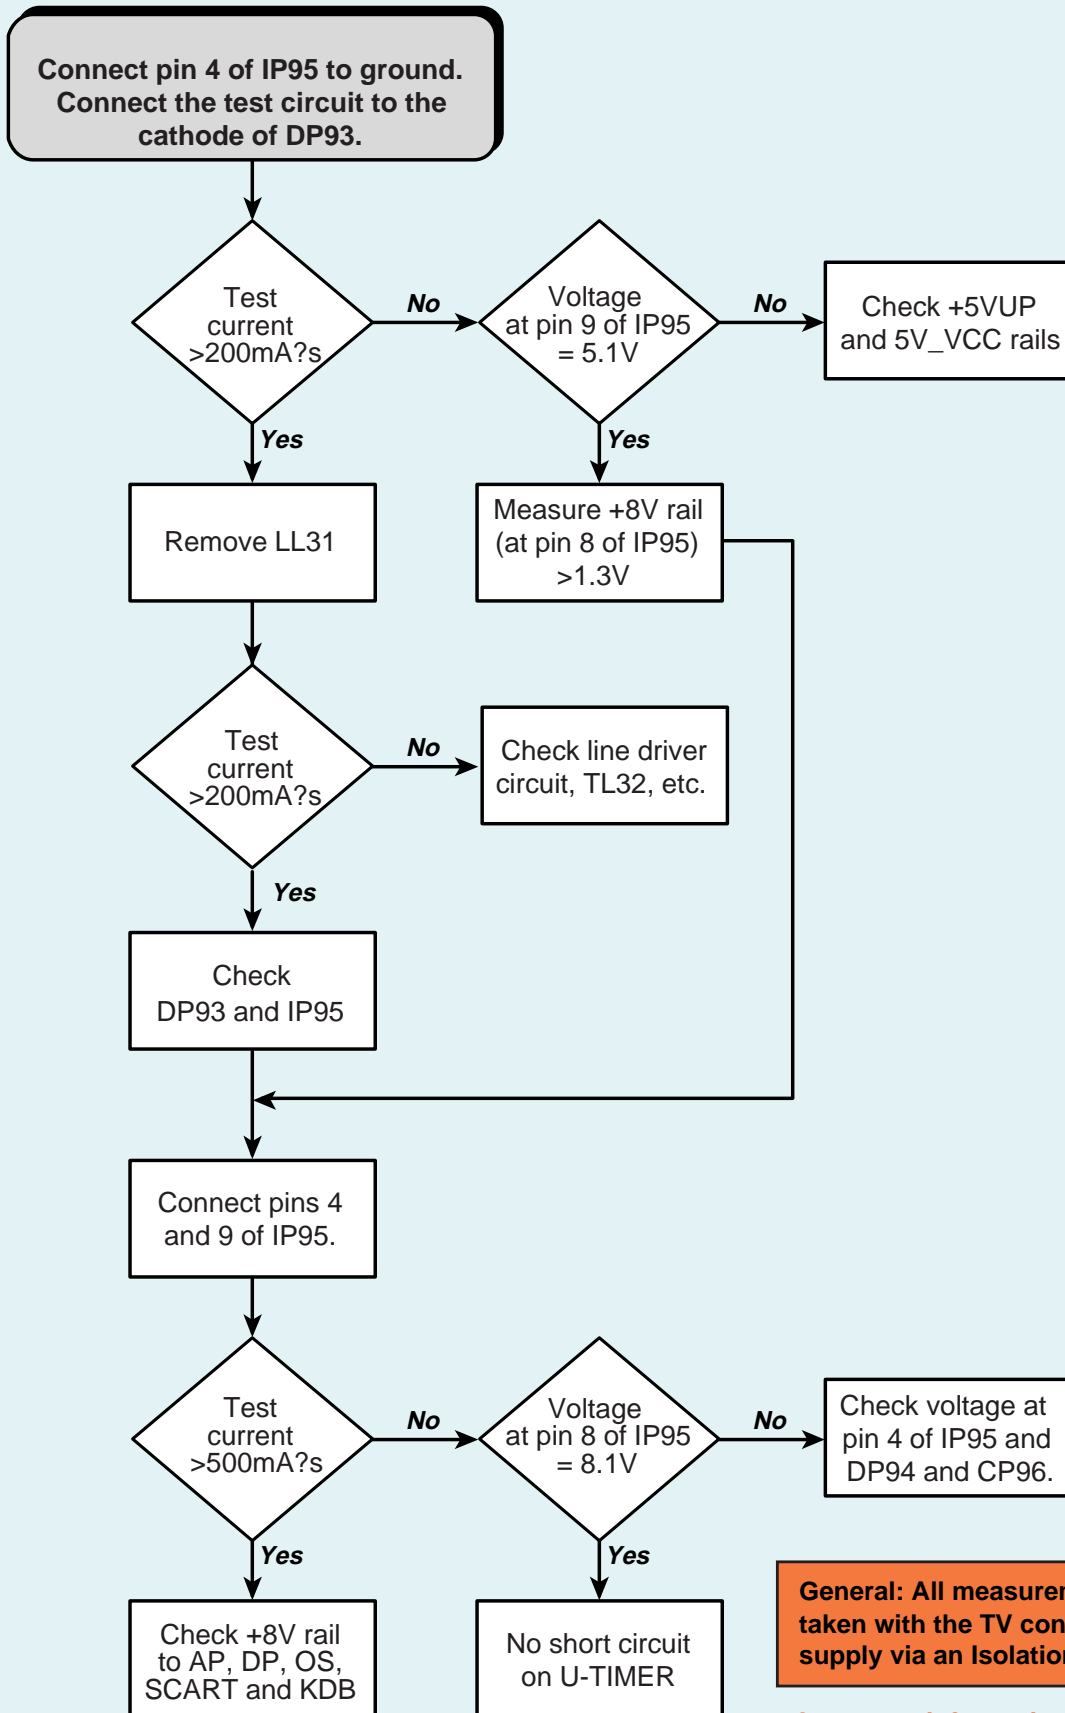 Connect pin 4 of IP95 to ground.
Connect the test circuit to the
cathode of DP93.
Test
current
>200mA?s
No
Voltage
at pin 9 of IP95
= 5.1V
No
Check +5VUP
and 5V_VCC rails
Yes
Yes
Remove LL31
Measure +8V rail
(at pin 8 of IP95)
>1.3V
Test
current
>200mA?s
No
Check line driver
circuit, TL32, etc.
Yes
Check
DP93 and IP95
Connect pins 4
and 9 of IP95.
Test
current
>500mA?s
No
Voltage
at pin 8 of IP95
= 8.1V
No
Check voltage at
pin 4 of IP95 and
DP94 and CP96.
Yes
Yes
Check +8V rail
to AP, DP, OS,
SCART and KDB
No short circuit
on U-TIMER
General: All measurem
taken with the TV con
supply via an Isolation